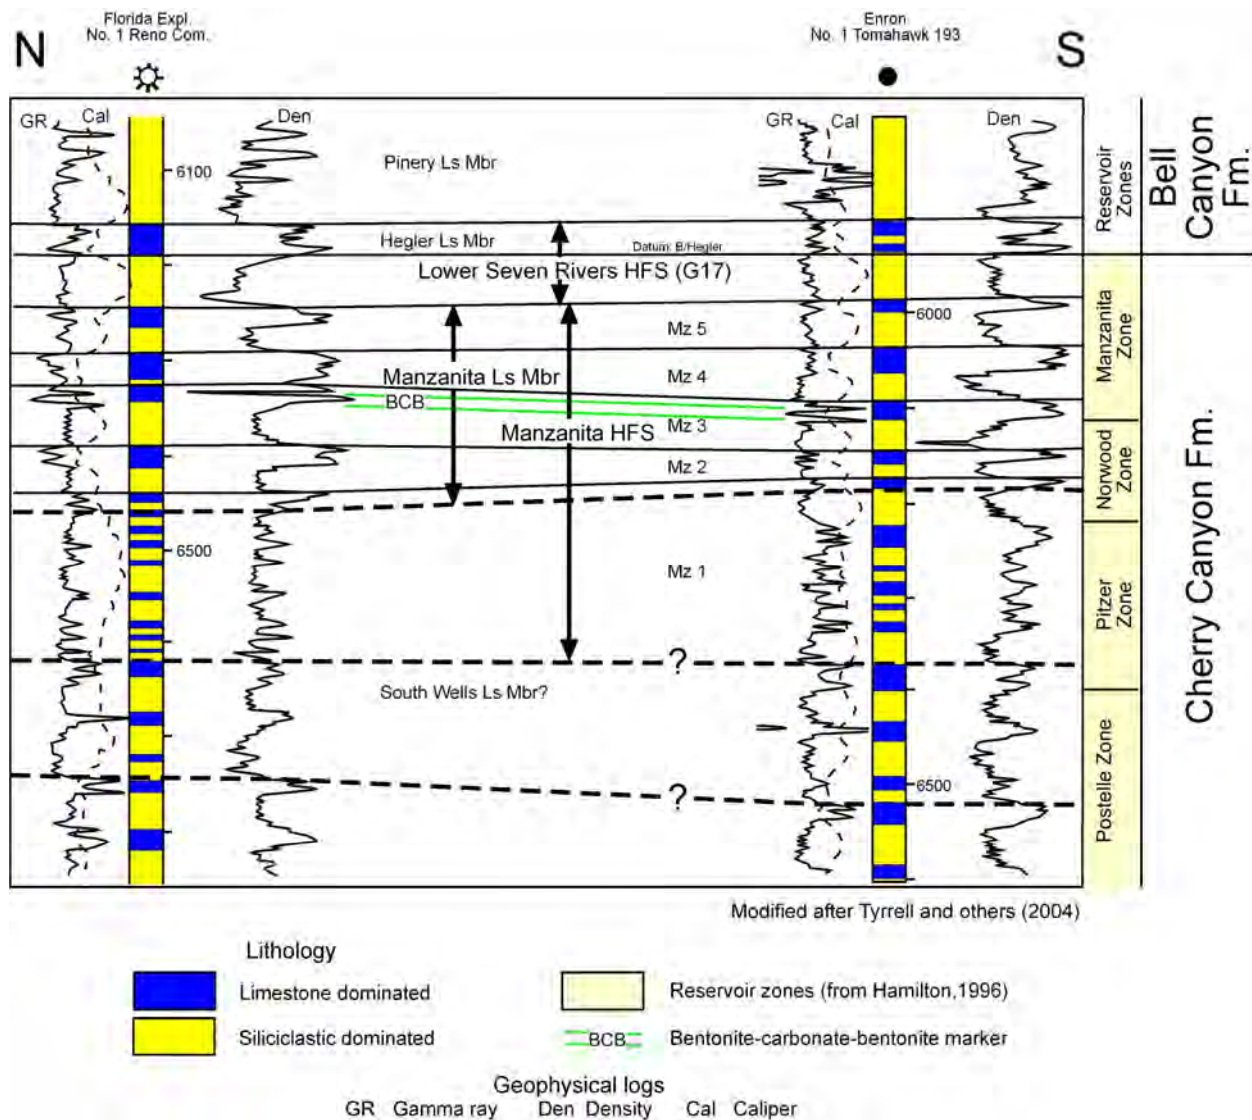 Florida Expl.
No. 1 Reno Com.
Enron
No. 1 Tomahawk 193
N
S
GR
Cal
Den
GR
Cal
Den
6100
6500
6000
6500
Pinery Ls Mbr
Hegler Ls Mbr
Datum: B/Hegler
Lower Seven Rivers HFS (G17)
Mz 5
Manzanita Ls Mbr
Mz 4
BCB
Manzanita HFS
Mz 3
Mz 2
Mz 1
?
South Wells Ls Mbr?
?
Reservoir
Zones
Manzanita
Zone
Norwood
Zone
Pitzer
Zone
Postelle Zone
Bell
Canyon
Fm.
Cherry Canyon Fm.
Modified after Tyrrell and others (2004)
Lithology
Limestone dominated
Siliciclastic dominated
Reservoir zones (from Hamilton,1996)
BCB
Bentonite-carbonate-bentonite marker
Geophysical logs
GR Gamma ray Den Density Cal Caliper